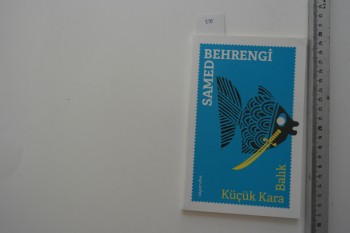 SAMED
BEHRENGİ
Küçük Kara
Balık